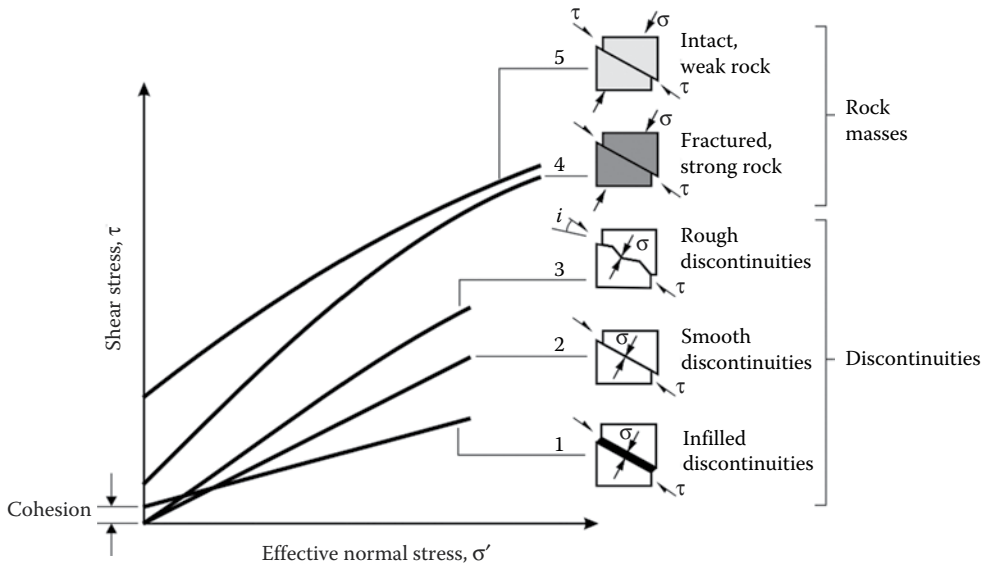 τ
σ
5
Intact,
weak rock
τ
Rock
masses
σ
4
Fractured,
strong rock
τ
i
σ
3
Rough
discontinuities
τ
Shear stress, τ
2
σ
Smooth
discontinuities
τ
Discontinuities
1
σ
Infilled
discontinuities
τ
Cohesion
Effective normal stress, σ′